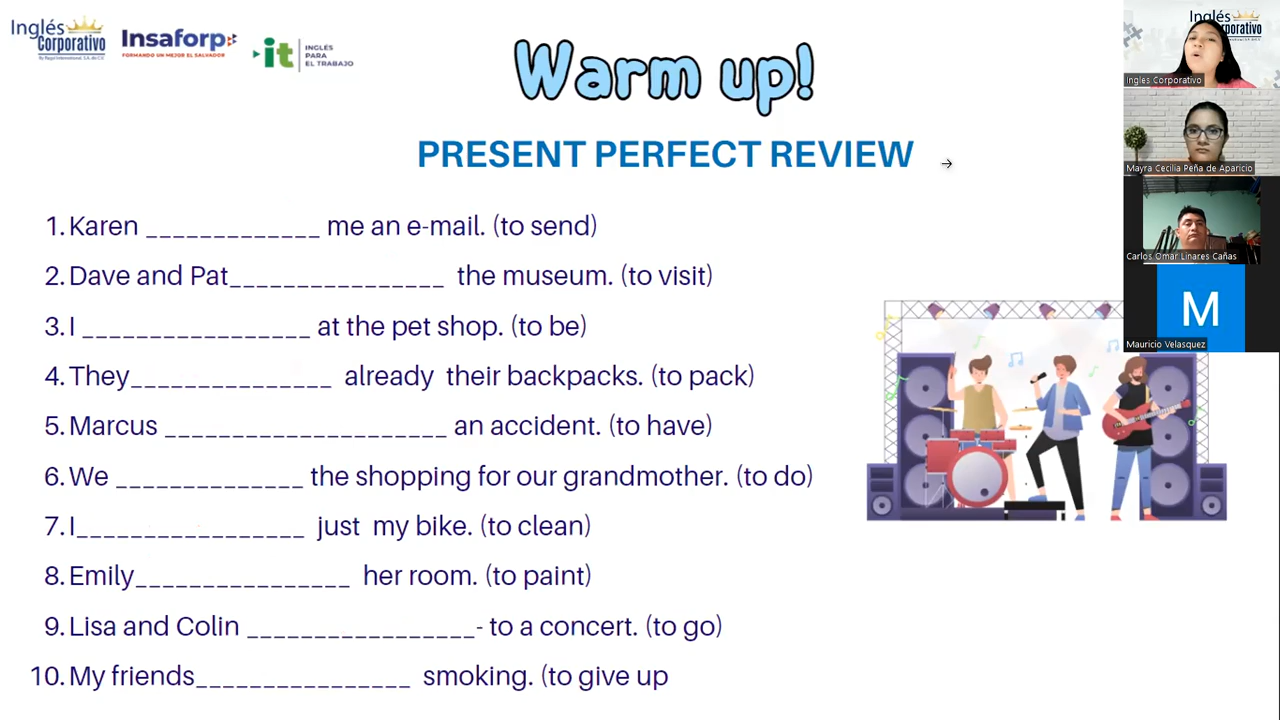 Inglés
Corporativo
By Regal International, S.A. de C.V.
Insaforp
FORMANDO UN MEJOR EL SALVADOR
it
INGLÉS
PARA
EL TRABAJO
Warm up!
PRESENT PERFECT REVIEW
1. Karen _____________ me an e-mail. (to send)
2. Dave and Pat________________ the museum. (to visit)
3. I _________________ at the pet shop. (to be)
4. They_______________ already their backpacks. (to pack)
5. Marcus _____________________ an accident. (to have)
6. We ______________ the shopping for our grandmother. (to do)
7. I_________________ just my bike. (to clean)
8. Emily________________ her room. (to paint)
9. Lisa and Colin _________________- to a concert. (to go)
10. My friends________________ smoking. (to give up
Inglés
Corporativo
Ingles Corporativo
Mayra Cecilia Peña de Aparicio
Carlos Omar Linares Cañas
M
Mauricio Velasquez